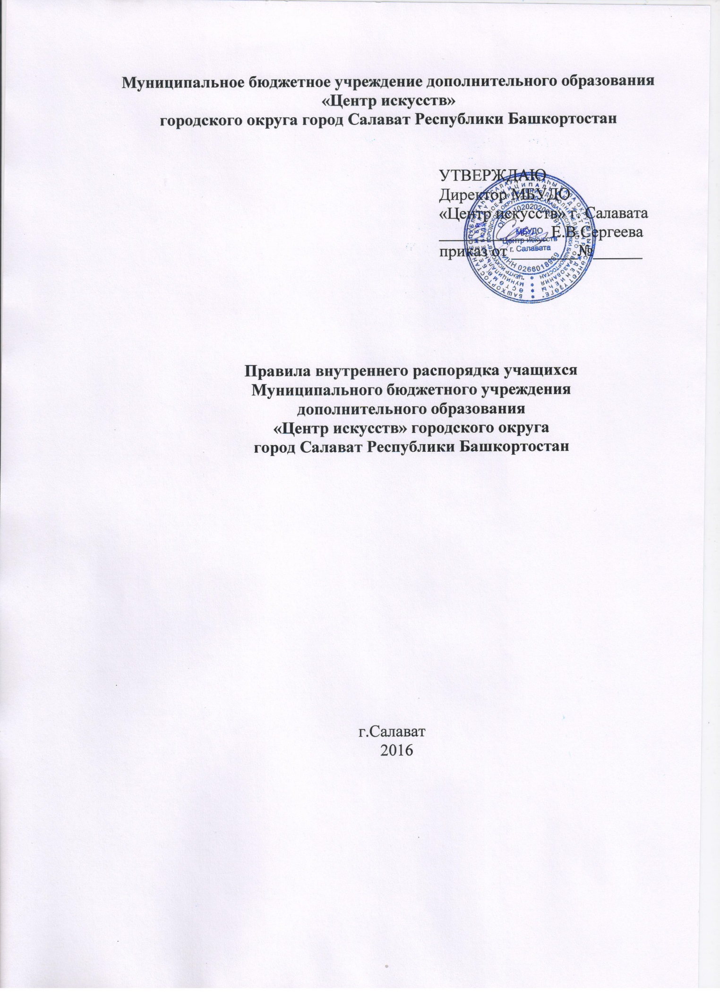 Муниципальное бюджетное учреждение дополнительного образования
«Центр искусств»
городского округа город Салават Республики Башкортостан
УТВЕРЖДАЮ
Директор МБУДО
«Центр искусств» г. Салавата
Е.В.Сергеева
приказ от ________ №______
МБУДО
"Центр искусств"
г. Салавата
ИНН 0266018969
Правила внутреннего распорядка учащихся
Муниципального бюджетного учреждения
дополнительного образования
«Центр искусств» городского округа
город Салават Республики Башкортостан
г.Салават
2016